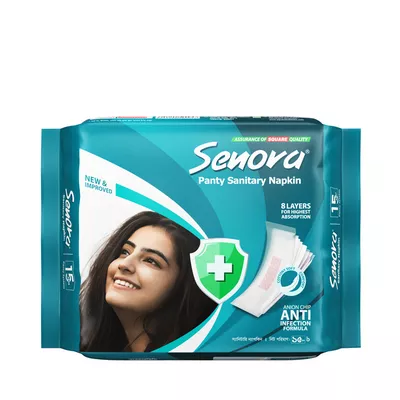 ASSURANCE OF SQUARE QUALITY
Senora®
Panty Sanitary Napkin
NEW &
IMPROVED
8 LAYERS
FOR HIGHEST
ABSORPTION
ANION CHIP
ANTI
INFECTION
FORMULA
Senora
15
Senora
15